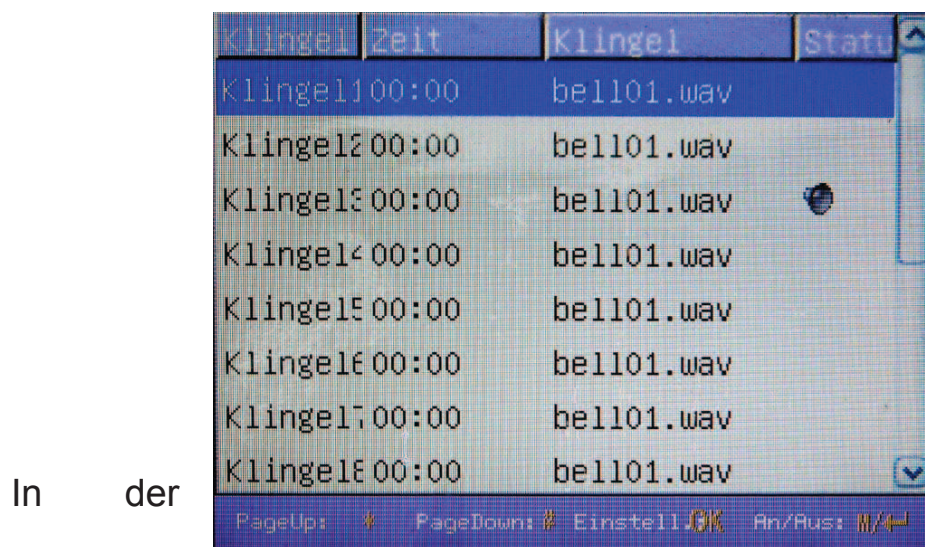 Klingel Zeit Klingel Statu
Klingel1 00:00 bell01.wav
Klingel2 00:00 bell01.wav
Klingel3 00:00 bell01.wav
Klingel4 00:00 bell01.wav
Klingel5 00:00 bell01.wav
Klingel6 00:00 bell01.wav
Klingel7 00:00 bell01.wav
Klingel8 00:00 bell01.wav
In der
PageUp: * PageDown: # Einstell.OK An/Aus: M/↵